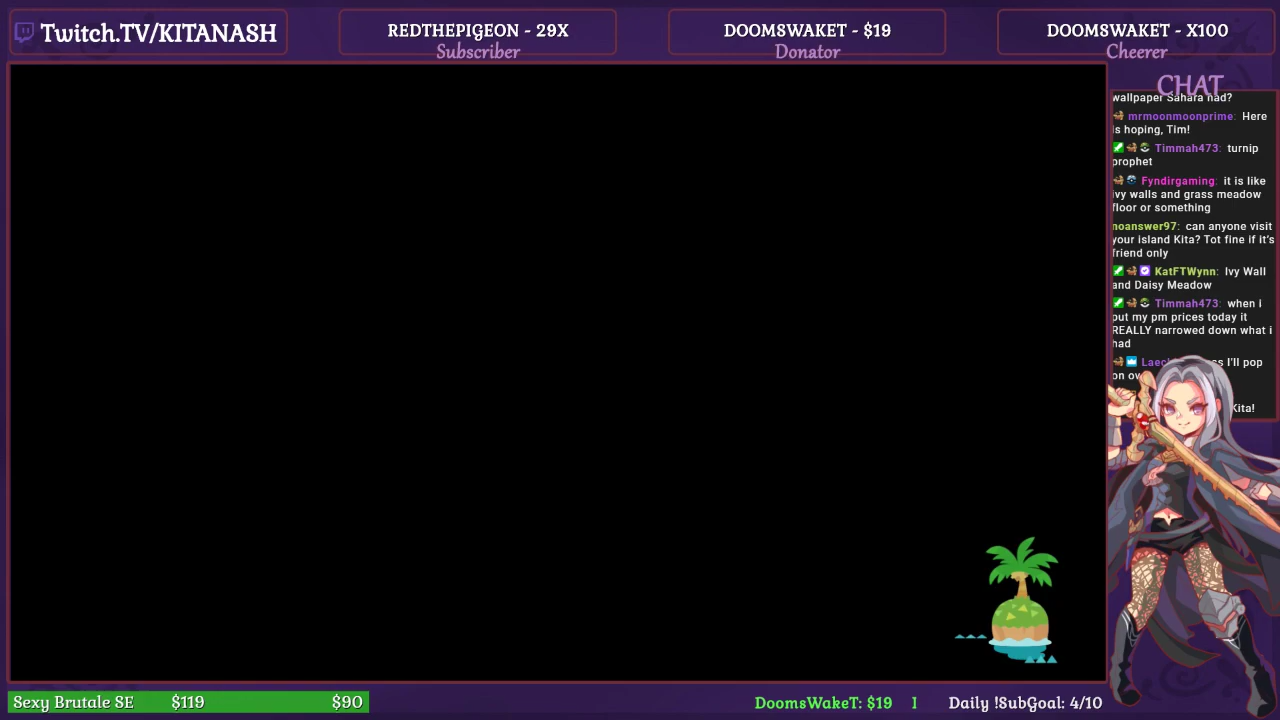 Twitch.TV/KITANASH
REDTHEPIGEON - 29X
Subscriber
DOOMSWAKET - $19
Donator
DOOMSWAKET - X100
Cheerer
CHAT
wallpaper Sahara had?
mrmoonmoonprime: Here
is hoping, Tim!
Timmah473: turnip
prophet
Fyndirgaming: it is like
ivy walls and grass meadow
floor or something
noanswer97: can anyone visit
your island Kita? Tot fine if it's
friend only
KatFTWynn: Ivy Wall
and Daisy Meadow
Timmah473: when i
put my pm prices today it
REALLY narrowed down what i
had
I'll pop
on
Kita!
Sexy Brutale SE $119 $90
DoomsWakeT: $19 I Daily !SubGoal: 4/10